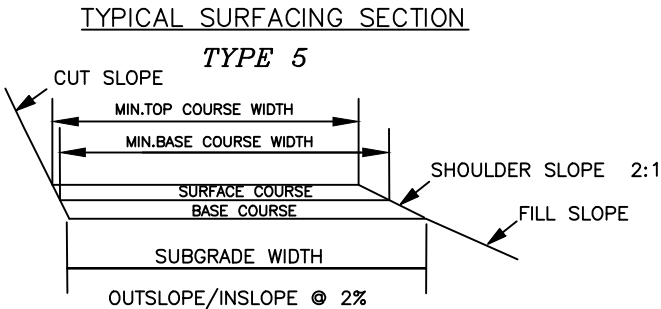 TYPICAL SURFACING SECTION
TYPE 5
CUT SLOPE
MIN.TOP COURSE WIDTH
MIN.BASE COURSE WIDTH
SHOULDER SLOPE 2:1
SURFACE COURSE
BASE COURSE
FILL SLOPE
SUBGRADE WIDTH
OUTSLOPE/INSLOPE @ 2%